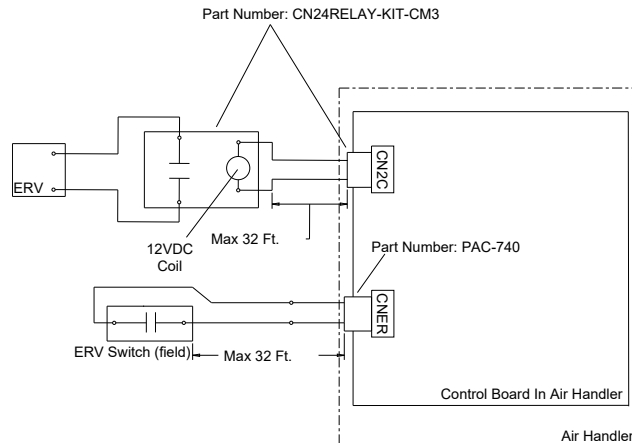 Part Number: CN24RELAY-KIT-CM3
CN2C
ERV
12VDC
Coil
Max 32 Ft.
Part Number: PAC-740
CNER
ERV Switch (field)
Max 32 Ft.
Control Board In Air Handler
Air Handler